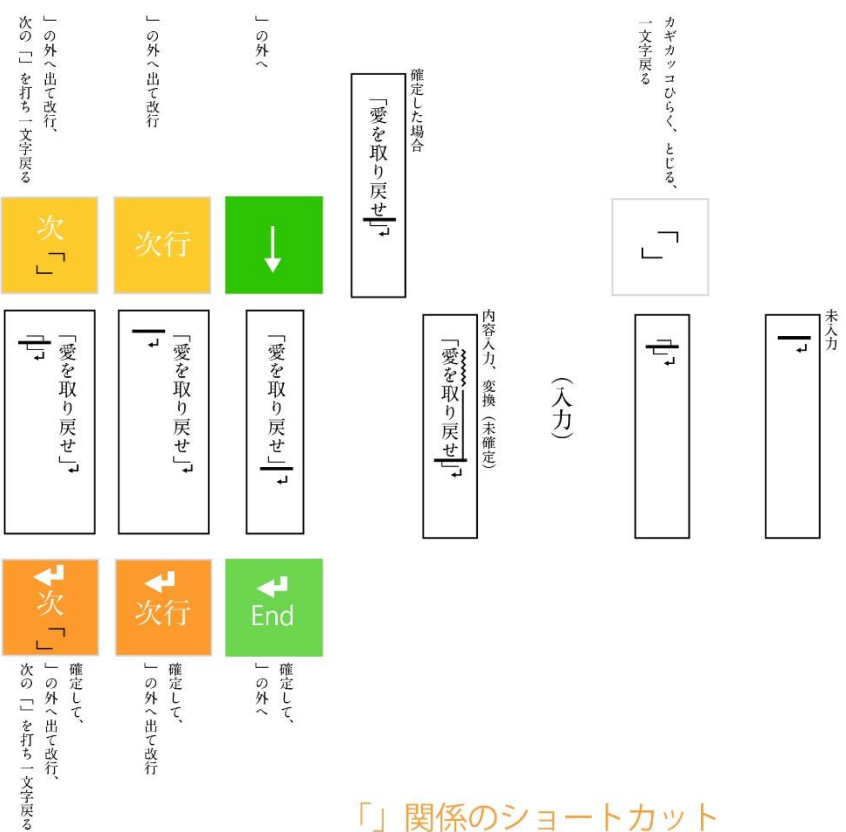 未入力
カギカッコひらく、とじる、
一文字戻る
「」
「」
(入力)
内容入力、変換(未確定)
「愛を取り戻せ」
確定した場合
「愛を取り戻せ」
」の外へ
↓
「愛を取り戻せ」
End
確定して、
」の外へ
」の外へ出て改行
次行
「愛を取り戻せ」
次行
確定して、
」の外へ出て改行
」の外へ出て改行、
次の「」を打ち一文字戻る
次
「」
「愛を取り戻せ」
「」
次
「」
確定して、
」の外へ出て改行、
次の「」を打ち一文字戻る
「」関係のショートカット